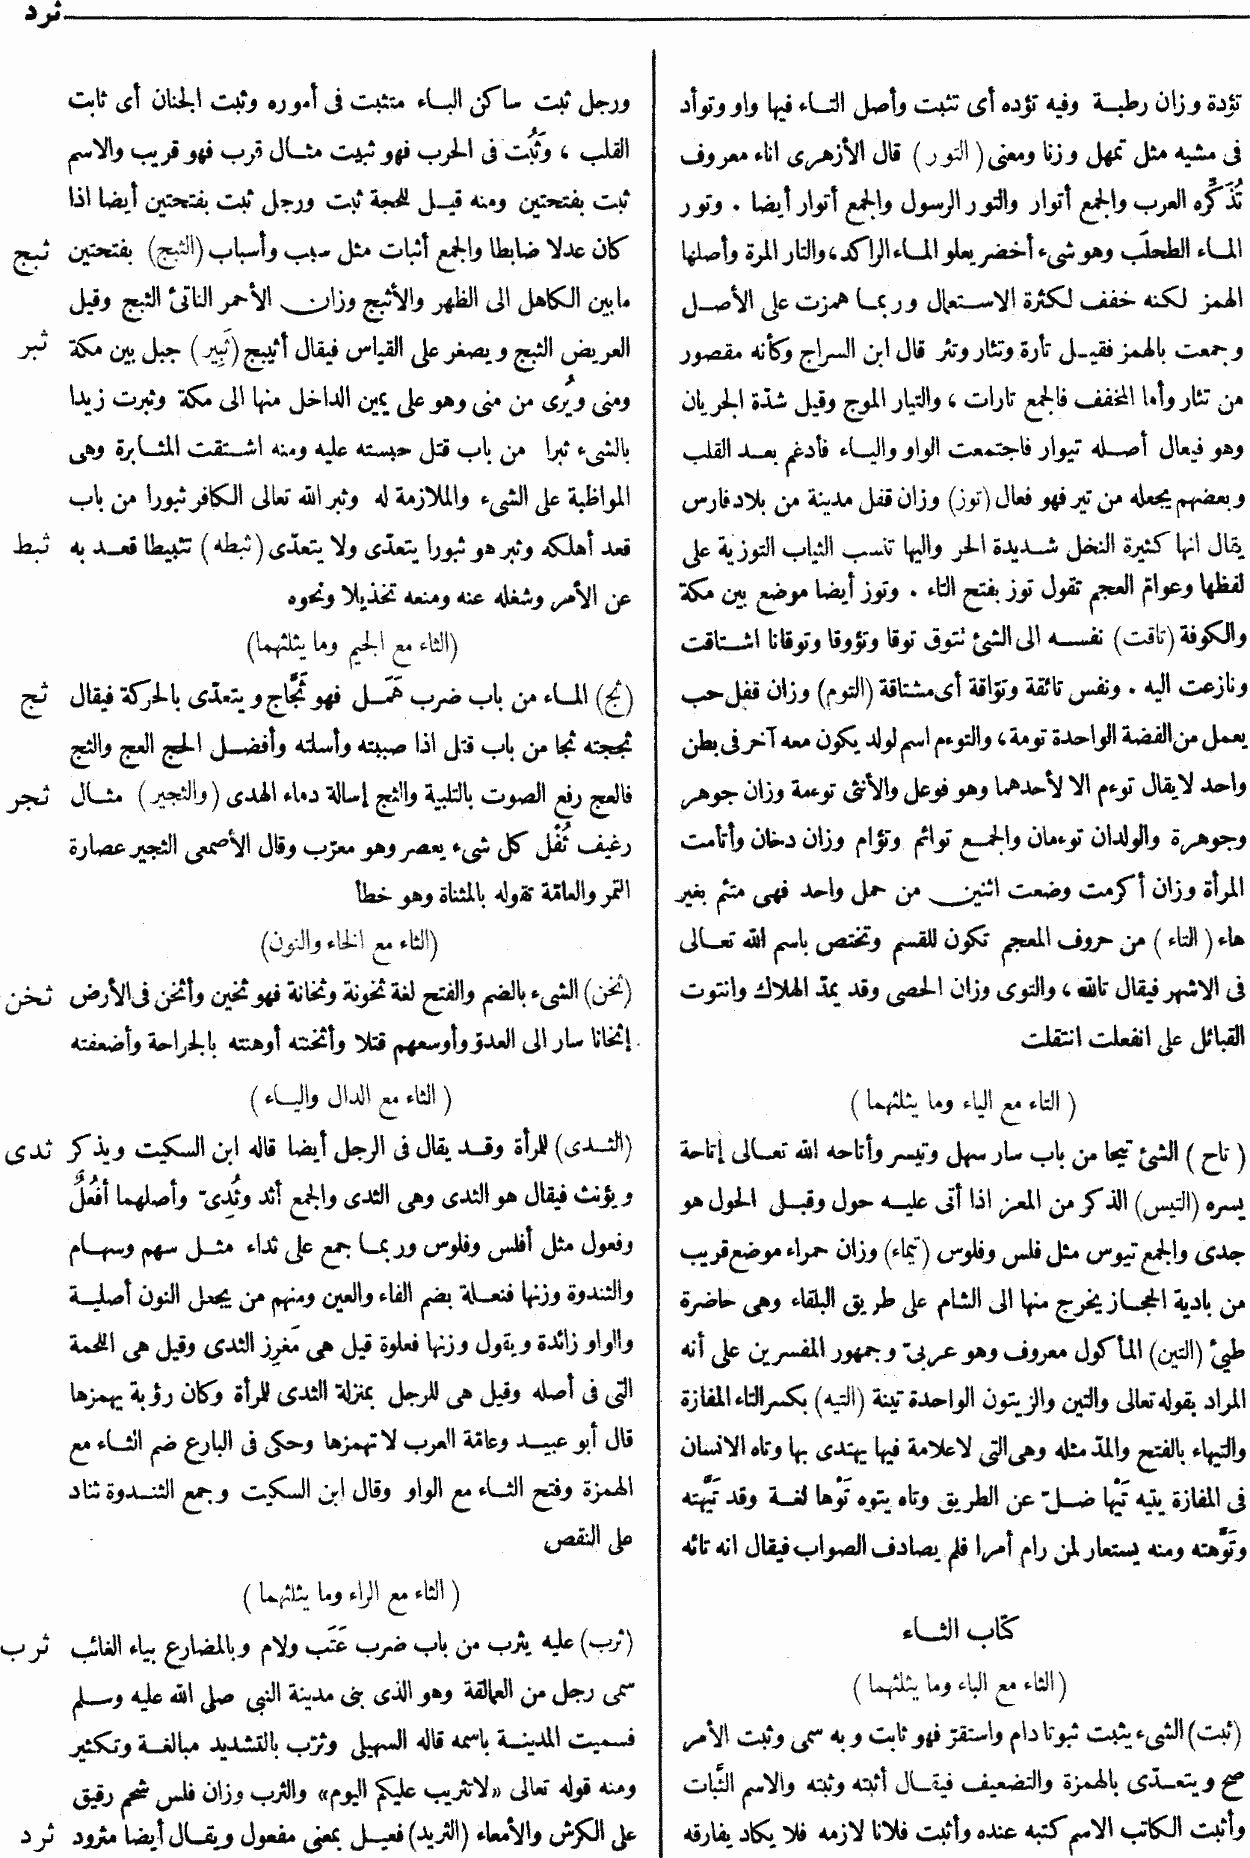 ثرد
تؤدة وزان رطبة وفيه تؤده أى تثبت وأصل التاء فيها واو وتوأد
فى مشيه مثل تمهل وزنا ومعنى (التور) قال الأزهرى اناء معروف
تُذَكِّره العرب والجمع أتوار والتور الرسول والجمع أتوار أيضا . وتور
الماء الطحلَب وهو شىء أخضر يعلو الماء الراكد، والتار المرة وأصلها
الهمز لكنه خفف لكثرة الاستعمال وربما همزت على الأصل
وجمعت بالهمز فقيل تأرة وتئار وتئر قال ابن السراج وكأنه مقصور
من تئار وأما المخفف فالجمع تارات ، والتيار الموج وقيل شدّة الجريان
وهو فيعال أصله تيوار فاجتمعت الواو والياء فأدغم بعد القلب
وبعضهم يجعله من تير فهو فعال (توز) وزان قفل مدينة من بلاد فارس
يقال انها كثيرة النخل شديدة الحر واليها تنسب الثياب التوزية على
لفظها وعوامّ العجم تقول توز بفتح التاء . وتوز أيضا موضع بين مكة
والكوفة (تاقت) نفسه الى الشئ تتوق توقا وتؤوقا وتوقانا اشتاقت
ونازعت اليه . ونفس تائقة وتوّاقة أى مشتاقة (التوم) وزان قفل حب
يعمل من الفضة الواحدة تومة، والتوءم اسم لولد يكون معه آخر فى بطن
واحد لايقال توءم الا لأحدهما وهو فوعل والأنثى توءمة وزان جوهر
وجوهرة والولدان توءمان والجمع توائم وتؤام وزان دخان وأتأمت
المرأة وزان أكرمت وضعت اثنين من حمل واحد فهى متئم بغير
هاء (التاء) من حروف المعجم تكون للقسم وتختص باسم الله تعالى
فى الاشهر فيقال تالله ، والتوى وزان الحصى وقد يمدّ الهلاك وانتوت
القبائل على انفعلت انتقلت
(التاء مع الياء وما يثلثهما)
(تاح) الشئ تيحا من باب سار سهل وتيسر وأتاحه الله تعالى إتاحة
يسره (التيس) الذكر من المعز اذا أتى عليه حول وقبل الحول هو
جدى والجمع تيوس مثل فلس وفلوس (تيماء) وزان حمراء موضع قريب
من بادية الحجاز يخرج منها الى الشام على طريق البلقاء وهى حاضرة
طيئ (التين) المأكول معروف وهو عربىّ وجمهور المفسرين على أنه
المراد بقوله تعالى والتين والزيتون الواحدة تينة (التيه) بكسر التاء المفازة
والتيهاء بالفتح والمدّ مثله وهى التى لاعلامة فيها يهتدى بها وتاه الانسان
فى المفازة يتيه تَيْها ضلّ عن الطريق وتاه يتوه تَوْها لغة وقد تَيَّهته
وتَوَّهته ومنه يستعار لمن رام أمرا فلم يصادف الصواب فيقال انه تائه
كتاب الثاء
(الثاء مع الباء وما يثلثهما)
(ثبت) الشىء يثبت ثبوتا دام واستقرّ فهو ثابت وبه سمى وثبت الأمر
صح ويتعدّى بالهمزة والتضعيف فيقال أثبته وثبته والاسم الثَّبات
وأثبت الكاتب الاسم كتبه عنده وأثبت فلانا لازمه فلا يكاد يفارقه
ورجل ثبت ساكن الباء متثبت فى أموره وثبت الجنان أى ثابت
القلب ، وثَبُت فى الحرب فهو ثبيت مثال قرب فهو قريب والاسم
ثبت بفتحتين ومنه قيل للحجة ثبت ورجل ثبت بفتحتين أيضا اذا
كان عدلا ضابطا والجمع أثبات مثل سبب وأسباب (الثبج) بفتحتين ثبج
مابين الكاهل الى الظهر والأثبج وزان الأحمر الناتئ الثبج وقيل
العريض الثبج ويصغر على القياس فيقال أثيبج (ثَبِير) جبل بين مكة ثبر
ومنى ويُرى من منى وهو على يمين الداخل منها الى مكة وثبرت زيدا
بالشىء ثبرا من باب قتل حبسته عليه ومنه اشتقت المثابرة وهى
المواظبة على الشىء والملازمة له وثبر الله تعالى الكافر ثبورا من باب
قعد أهلكه وثبر هو ثبورا يتعدّى ولا يتعدّى (ثبطه) تثبيطا قعد به ثبط
عن الأمر وشغله عنه ومنعه تخذيلا ونحوه
(الثاء مع الجيم وما يثلثهما)
(ثج) الماء من باب ضرب هَمَل فهو ثَجَّاج ويتعدّى بالحركة فيقال ثج
ثججته ثجا من باب قتل اذا صببته وأسلته وأفضل الحج العج والثج
فالعج رفع الصوت بالتلبية والثج إسالة دماء الهدى (والثجير) مثال ثجر
رغيف ثُفْل كل شىء يعصر وهو معرّب وقال الأصمعى الثجير عصارة
التمر والعامّة تقوله بالمثناة وهو خطأ
(الثاء مع الخاء والنون)
(ثخن) الشىء بالضم والفتح لغة ثخونة وثخانة فهو ثخين وأثخن فى الأرض ثخن
إثخانا سار الى العدوّ وأوسعهم قتلا وأثخنته أوهنته بالجراحة وأضعفته
(الثاء مع الدال والياء)
(الثدى) للمرأة وقد يقال فى الرجل أيضا قاله ابن السكيت ويذكر ثدى
ويؤنث فيقال هو الثدى وهى الثدى والجمع أثد وثُدِىّ وأصلهما أفعُلٌ
وفعول مثل أفلس وفلوس وربما جمع على ثداء مثل سهم وسهام
والثندوة وزنها فنعلة بضم الفاء والعين ومنهم من يجعل النون أصلية
والواو زائدة ويقول وزنها فعلوة قيل هى مَغرِز الثدى وقيل هى اللحمة
التى فى أصله وقيل هى للرجل بمنزلة الثدى للمرأة وكان رؤبة يهمزها
قال أبو عبيد وعامّة العرب لاتهمزها وحكى فى البارع ضم الثاء مع
الهمزة وفتح الثاء مع الواو وقال ابن السكيت وجمع الثندوة ثناد
على النقص
(الثاء مع الراء وما يثلثهما)
(ثرب) عليه يثرب من باب ضرب عَتَب ولام وبالمضارع بياء الغائب ثرب
سمى رجل من العمالقة وهو الذى بنى مدينة النبى صلى الله عليه وسلم
فسميت المدينة باسمه قاله السهيلى وثرّب بالتشديد مبالغة وتكثير
ومنه قوله تعالى «لاتثريب عليكم اليوم» والثرب وزان فلس شحم رقيق
على الكرش والأمعاء (الثريد) فعيل بمعنى مفعول ويقال أيضا مثرود ثرد